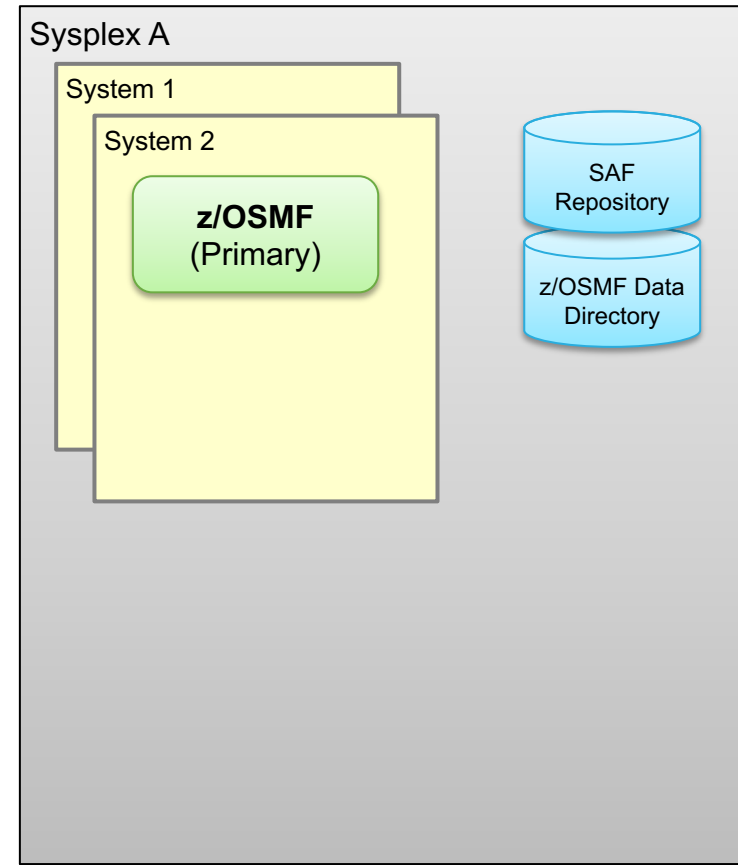 Sysplex A
System 1
System 2
z/OSMF
(Primary)
SAF
Repository
z/OSMF Data
Directory